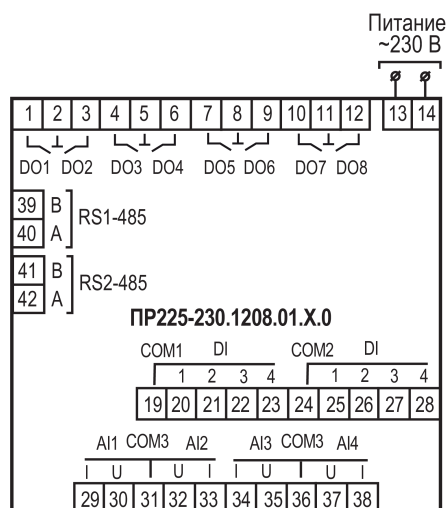 Питание
~230 В
1 2 3 4 5 6 7 8 9 10 11 12 13 14
DO1 DO2 DO3 DO4 DO5 DO6 DO7 DO8
39 B
RS1-485
40 A
41 B
RS2-485
42 A
ПР225-230.1208.01.X.0
COM1 DI COM2 DI
1 2 3 4 1 2 3 4
19 20 21 22 23 24 25 26 27 28
AI1 COM3 AI2 AI3 COM3 AI4
I U U I I U U I
29 30 31 32 33 34 35 36 37 38